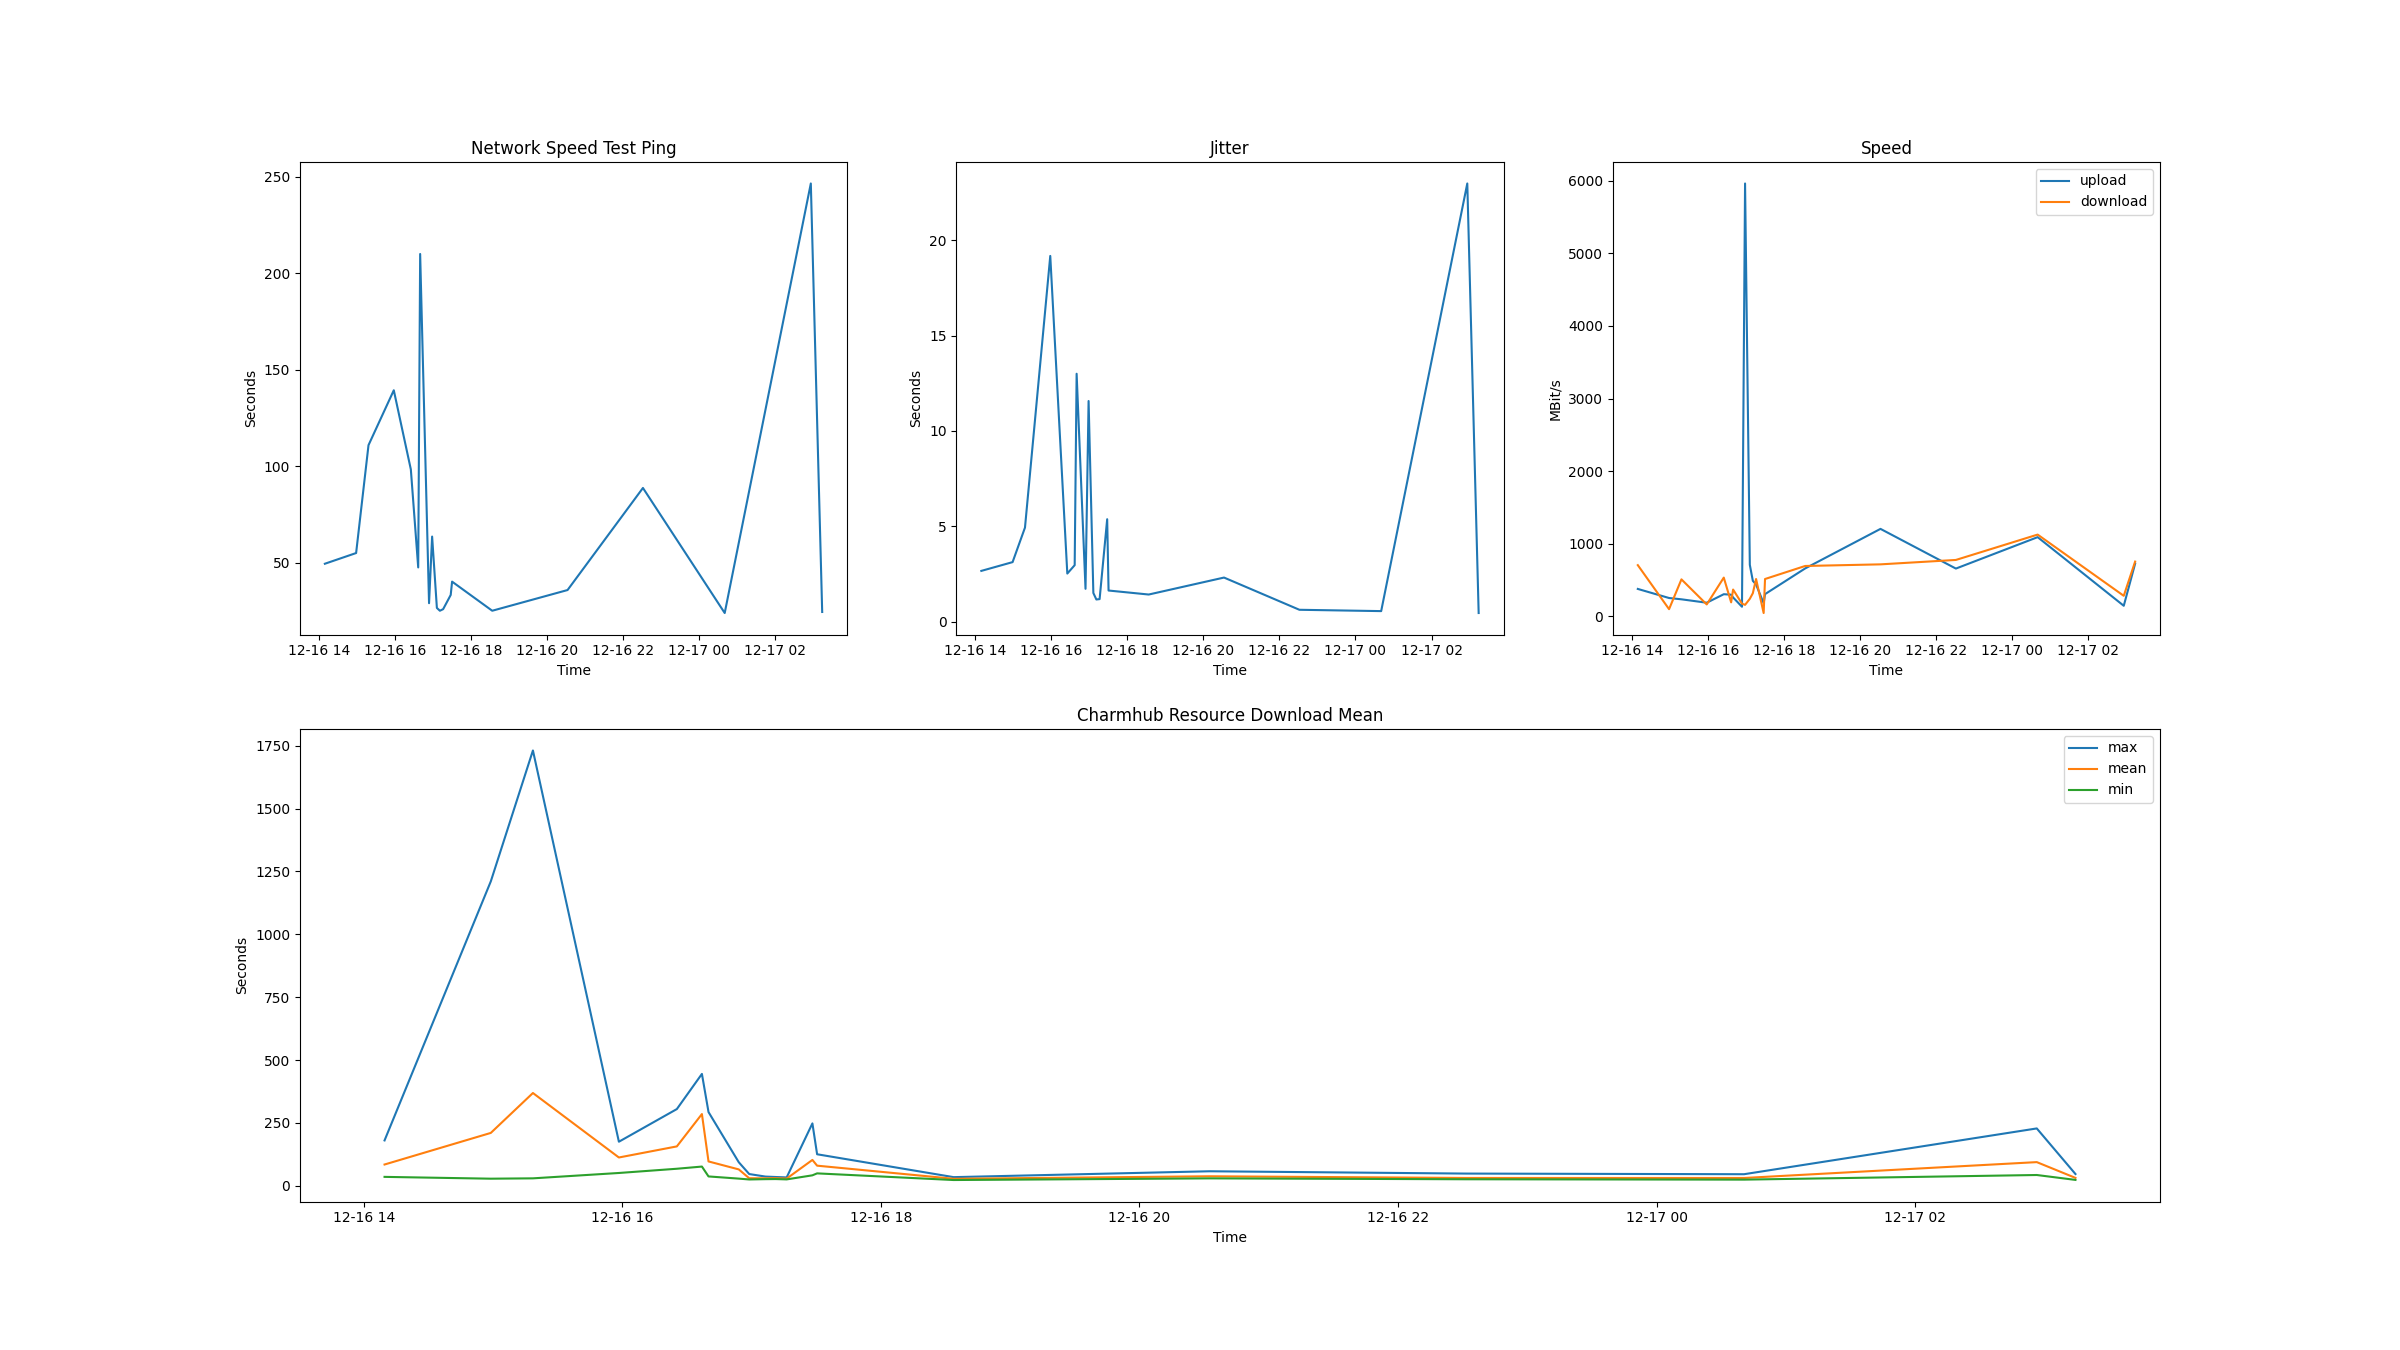 Network Speed Test Ping
250
200
150
100
50
Seconds
12-16 14 12-16 16 12-16 18 12-16 20 12-16 22 12-17 00 12-17 02
Time
Jitter
20
15
10
5
0
Seconds
12-16 14 12-16 16 12-16 18 12-16 20 12-16 22 12-17 00 12-17 02
Time
Speed
upload
download
6000
5000
4000
3000
2000
1000
0
MBit/s
12-16 14 12-16 16 12-16 18 12-16 20 12-16 22 12-17 00 12-17 02
Time
Charmhub Resource Download Mean
max
mean
min
1750
1500
1250
1000
750
500
250
0
Seconds
12-16 14 12-16 16 12-16 18 12-16 20 12-16 22 12-17 00 12-17 02
Time